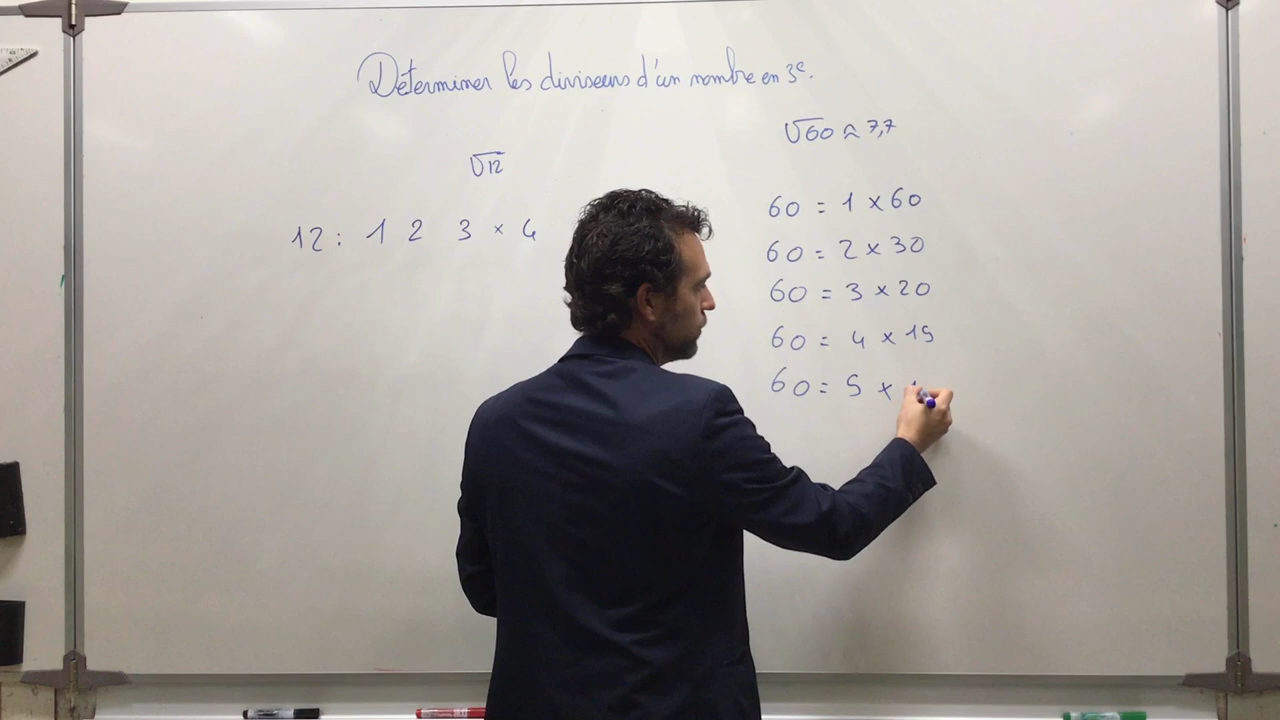 Déterminer les diviseurs d'un nombre en 3e.
√12
12 : 1 2 3 × 4
√60 ≈ 7,7
60 = 1 × 60
60 = 2 × 30
60 = 3 × 20
60 = 4 × 15
60 = 5 ×